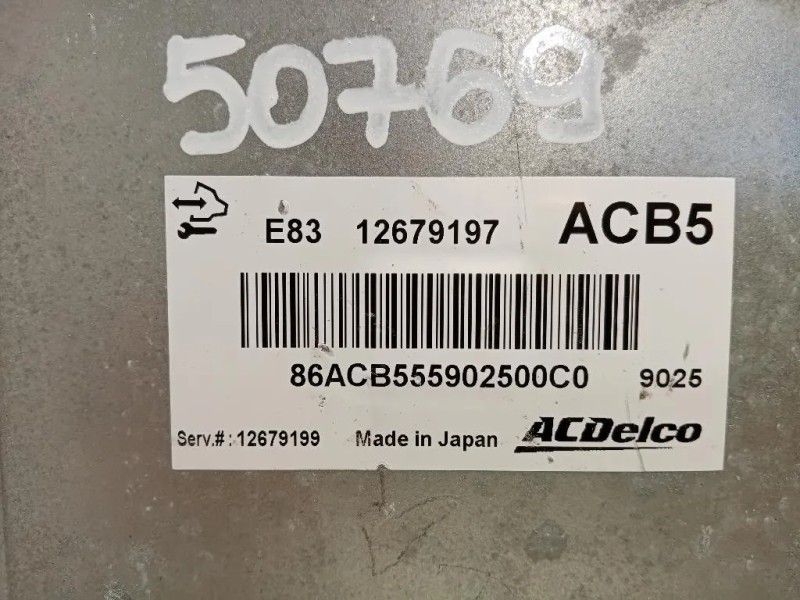 50769
E83 12679197 ACB5
86ACB555902500C0 9025
Serv.#: 12679199 Made in Japan ACDelco